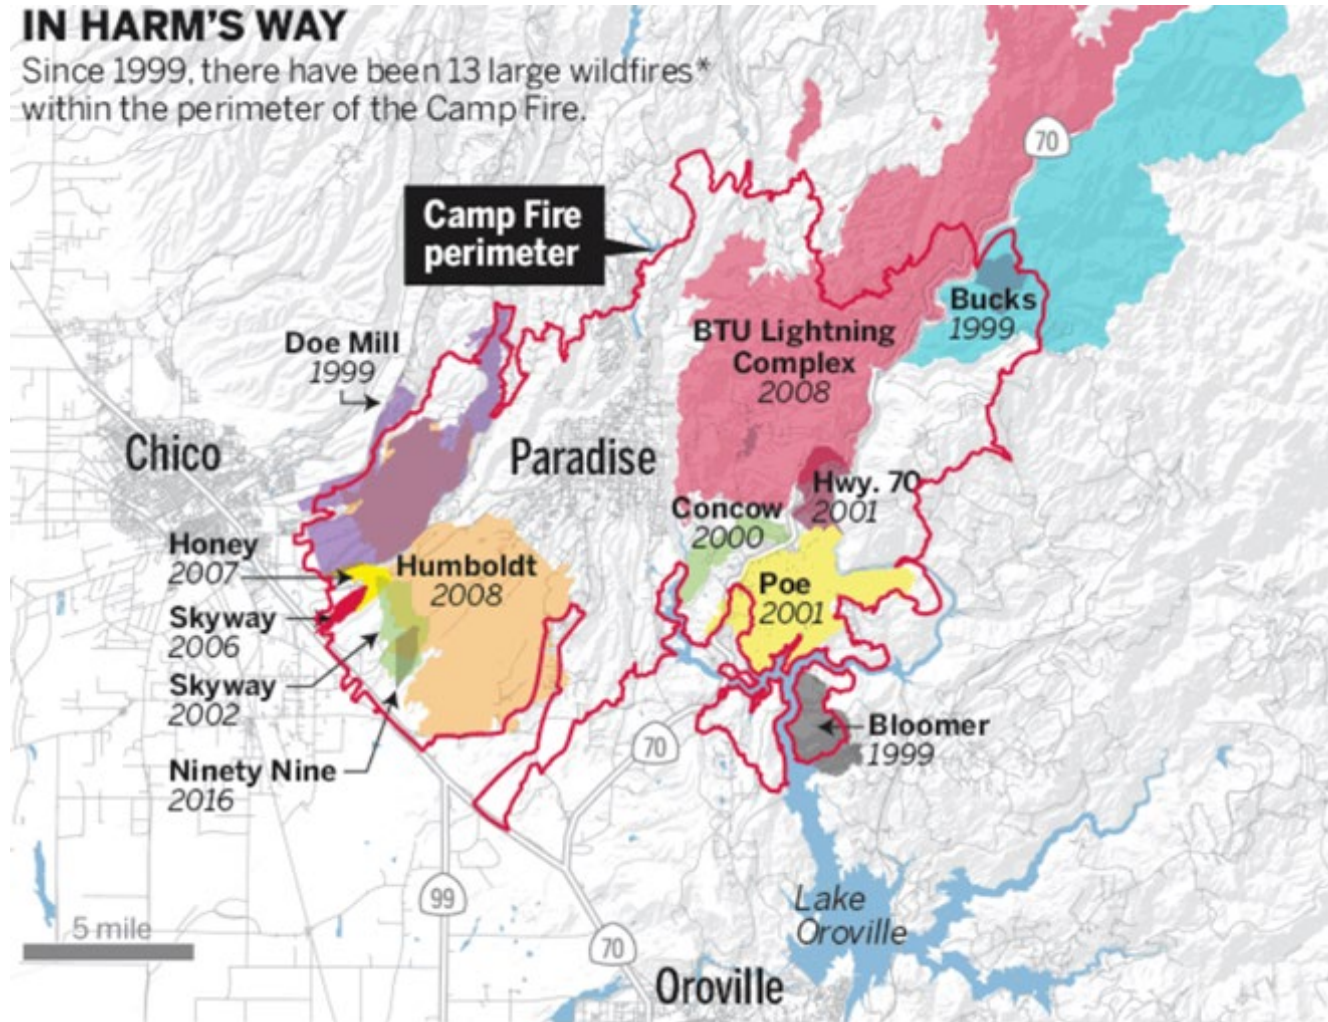 IN HARM'S WAY
Since 1999, there have been 13 large wildfires*
within the perimeter of the Camp Fire.
70
Camp Fire
perimeter
Bucks
1999
BTU Lightning
Complex
2008
Doe Mill
1999
Chico
Paradise
Hwy. 70
2001
Concow
2000
Honey
2007
Humboldt
2008
Poe
2001
Skyway
2006
Skyway
2002
Bloomer
1999
70
Ninety Nine
2016
99
Lake
Oroville
5 mile
70
Oroville